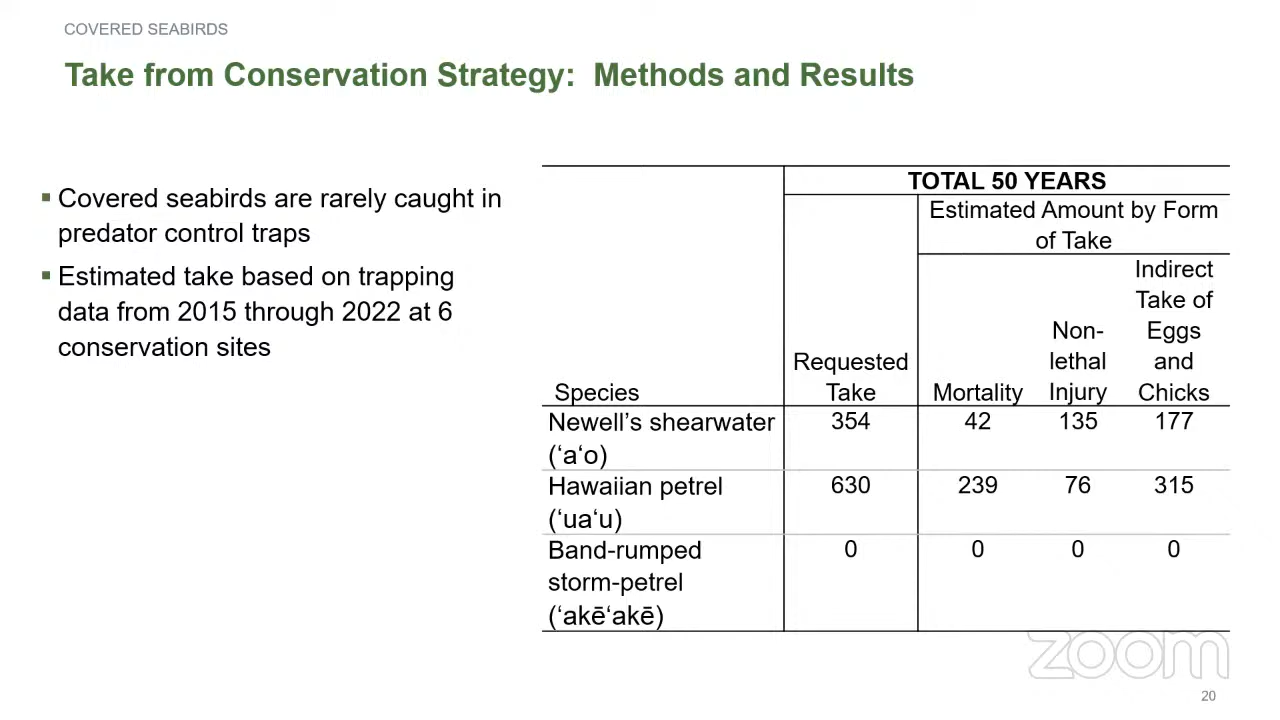 COVERED SEABIRDS
Take from Conservation Strategy: Methods and Results
▪ Covered seabirds are rarely caught in
predator control traps
▪ Estimated take based on trapping
data from 2015 through 2022 at 6
conservation sites
TOTAL 50 YEARS
Estimated Amount by Form
of Take
Species
Requested
Take
Mortality
Non-
lethal
Injury
Indirect
Take of
Eggs
and
Chicks
Newell’s shearwater
(‘a‘o)
354 42 135 177
Hawaiian petrel
(‘ua‘u)
630 239 76 315
Band-rumped
storm-petrel
(‘akē‘akē)
0 0 0 0
zoom
20